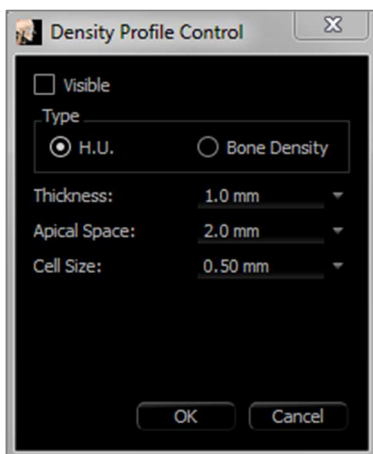 Density Profile Control
Visible
Type
H.U. Bone Density
Thickness: 1.0 mm
Apical Space: 2.0 mm
Cell Size: 0.50 mm
OK Cancel